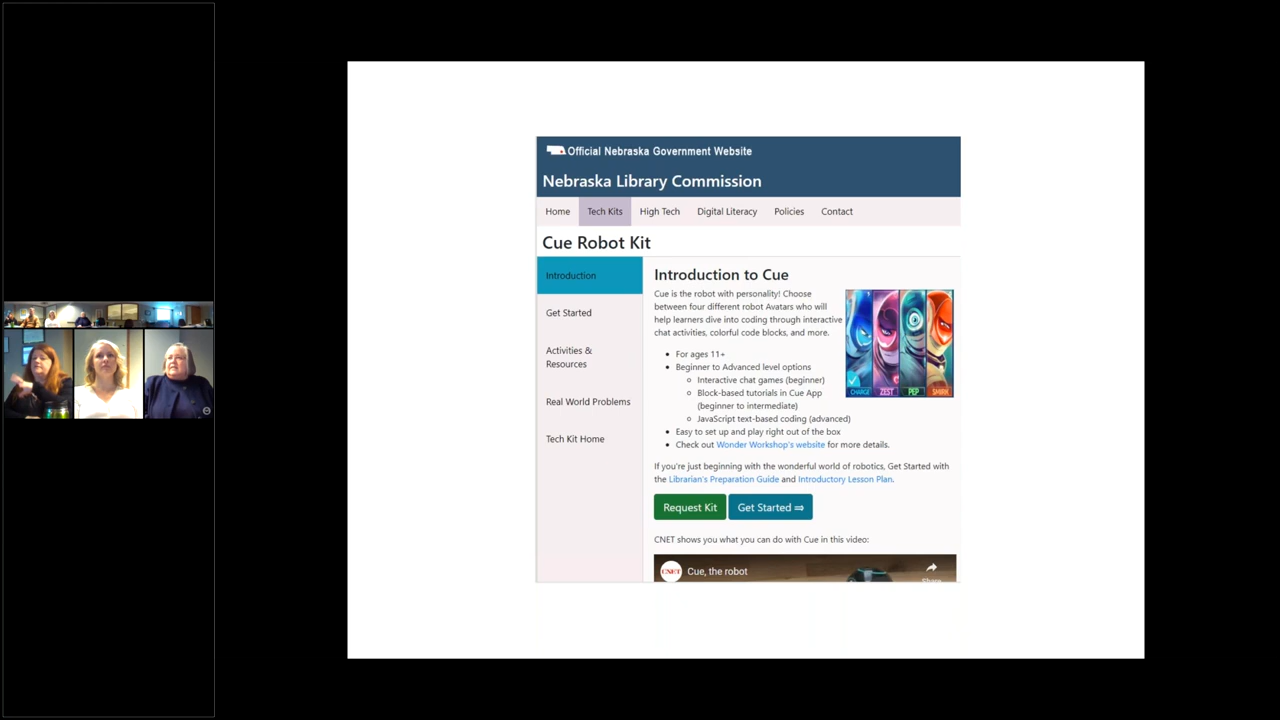 Official Nebraska Government Website
Nebraska Library Commission
Home Tech Kits High Tech Digital Literacy Policies Contact
Cue Robot Kit
Introduction
Get Started
Activities &
Resources
Real World Problems
Tech Kit Home
Introduction to Cue
Cue is the robot with personality! Choose
between four different robot Avatars who will
help learners dive into coding through interactive
chat activities, colorful code blocks, and more.
CHARGE ZEST PEP SMIRK
For ages 11+
Beginner to Advanced level options
Interactive chat games (beginner)
Block-based tutorials in Cue App
(beginner to intermediate)
JavaScript text-based coding (advanced)
Easy to set up and play right out of the box
Check out Wonder Workshop's website for more details.
If you're just beginning with the wonderful world of robotics, Get Started with
the Librarian's Preparation Guide and Introductory Lesson Plan.
Request Kit Get Started ⇒
CNET shows you what you can do with Cue in this video:
CNET Cue, the robot
Share